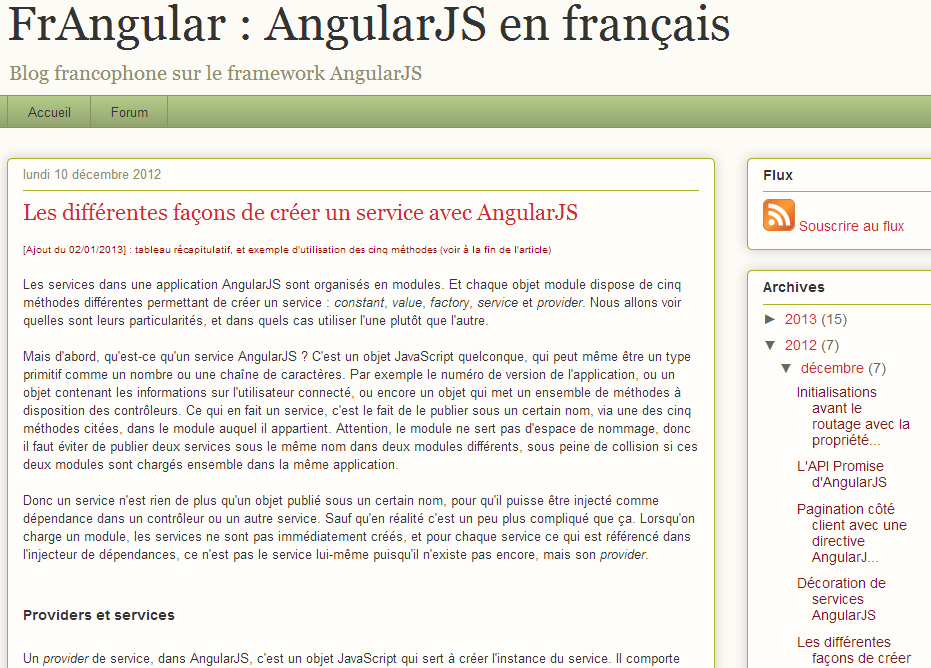 FrAngular : AngularJS en français
Blog francophone sur le framework AngularJS
Accueil
Forum
lundi 10 décembre 2012
Les différentes façons de créer un service avec AngularJS
[Ajout du 02/01/2013] : tableau récapitulatif, et exemple d'utilisation des cinq méthodes (voir à la fin de l'article)
Les services dans une application AngularJS sont organisés en modules. Et chaque objet module dispose de cinq
méthodes différentes permettant de créer un service : constant, value, factory, service et provider. Nous allons voir
quelles sont leurs particularités, et dans quels cas utiliser l'une plutôt que l'autre.
Mais d'abord, qu'est-ce qu'un service AngularJS ? C'est un objet JavaScript quelconque, qui peut même être un type
primitif comme un nombre ou une chaîne de caractères. Par exemple le numéro de version de l'application, ou un
objet contenant les informations sur l'utilisateur connecté, ou encore un objet qui met un ensemble de méthodes à
disposition des contrôleurs. Ce qui en fait un service, c'est le fait de le publier sous un certain nom, via une des cinq
méthodes citées, dans le module auquel il appartient. Attention, le module ne sert pas d'espace de nommage, donc
il faut éviter de publier deux services sous le même nom dans deux modules différents, sous peine de collision si ces
deux modules sont chargés ensemble dans la même application.
Donc un service n'est rien de plus qu'un objet publié sous un certain nom, pour qu'il puisse être injecté comme
dépendance dans un contrôleur ou un autre service. Sauf qu'en réalité c'est un peu plus compliqué que ça. Lorsqu'on
charge un module, les services ne sont pas immédiatement créés, et pour chaque service ce qui est référencé dans
l'injecteur de dépendances, ce n'est pas le service lui-même puisqu'il n'existe pas encore, mais son provider.
Providers et services
Un provider de service, dans AngularJS, c'est un objet JavaScript qui sert à créer l'instance du service. Il comporte
Flux
Souscrire au flux
Archives
► 2013 (15)
▼ 2012 (7)
▼ décembre (7)
Initialisations
avant le
routage avec la
propriété...
L'API Promise
d'AngularJS
Pagination côté
client avec une
directive
AngularJ...
Décoration de
services
AngularJS
Les différentes
façons de créer